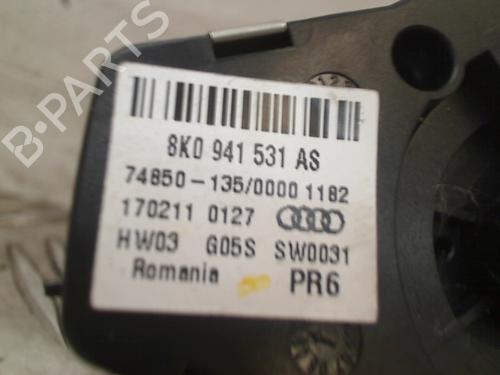 8K0 941 531 AS
74850-135/0000 1182
170211 0127
HW03 G05S SW0031
Romania PR6
B-PARTS